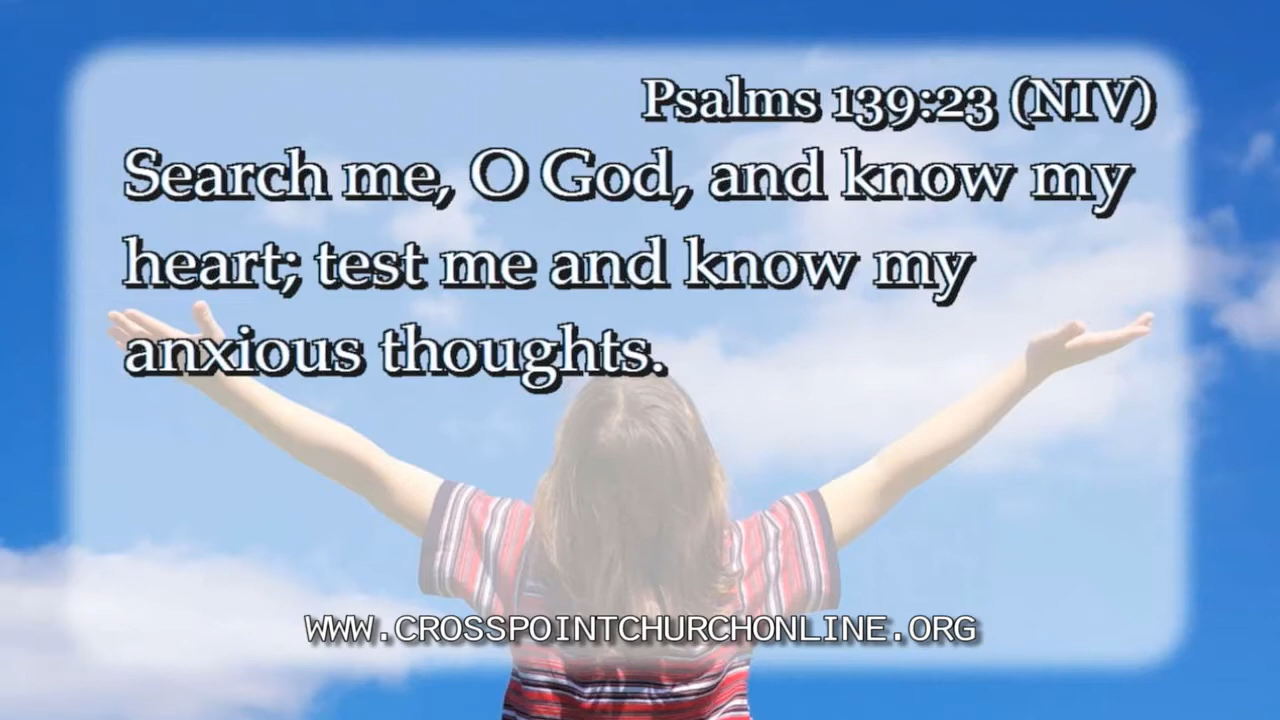 Psalms 139:23 (NIV)
Search me, O God, and know my
heart; test me and know my
anxious thoughts.
WWW.CROSSPOINTCHURCHONLINE.ORG